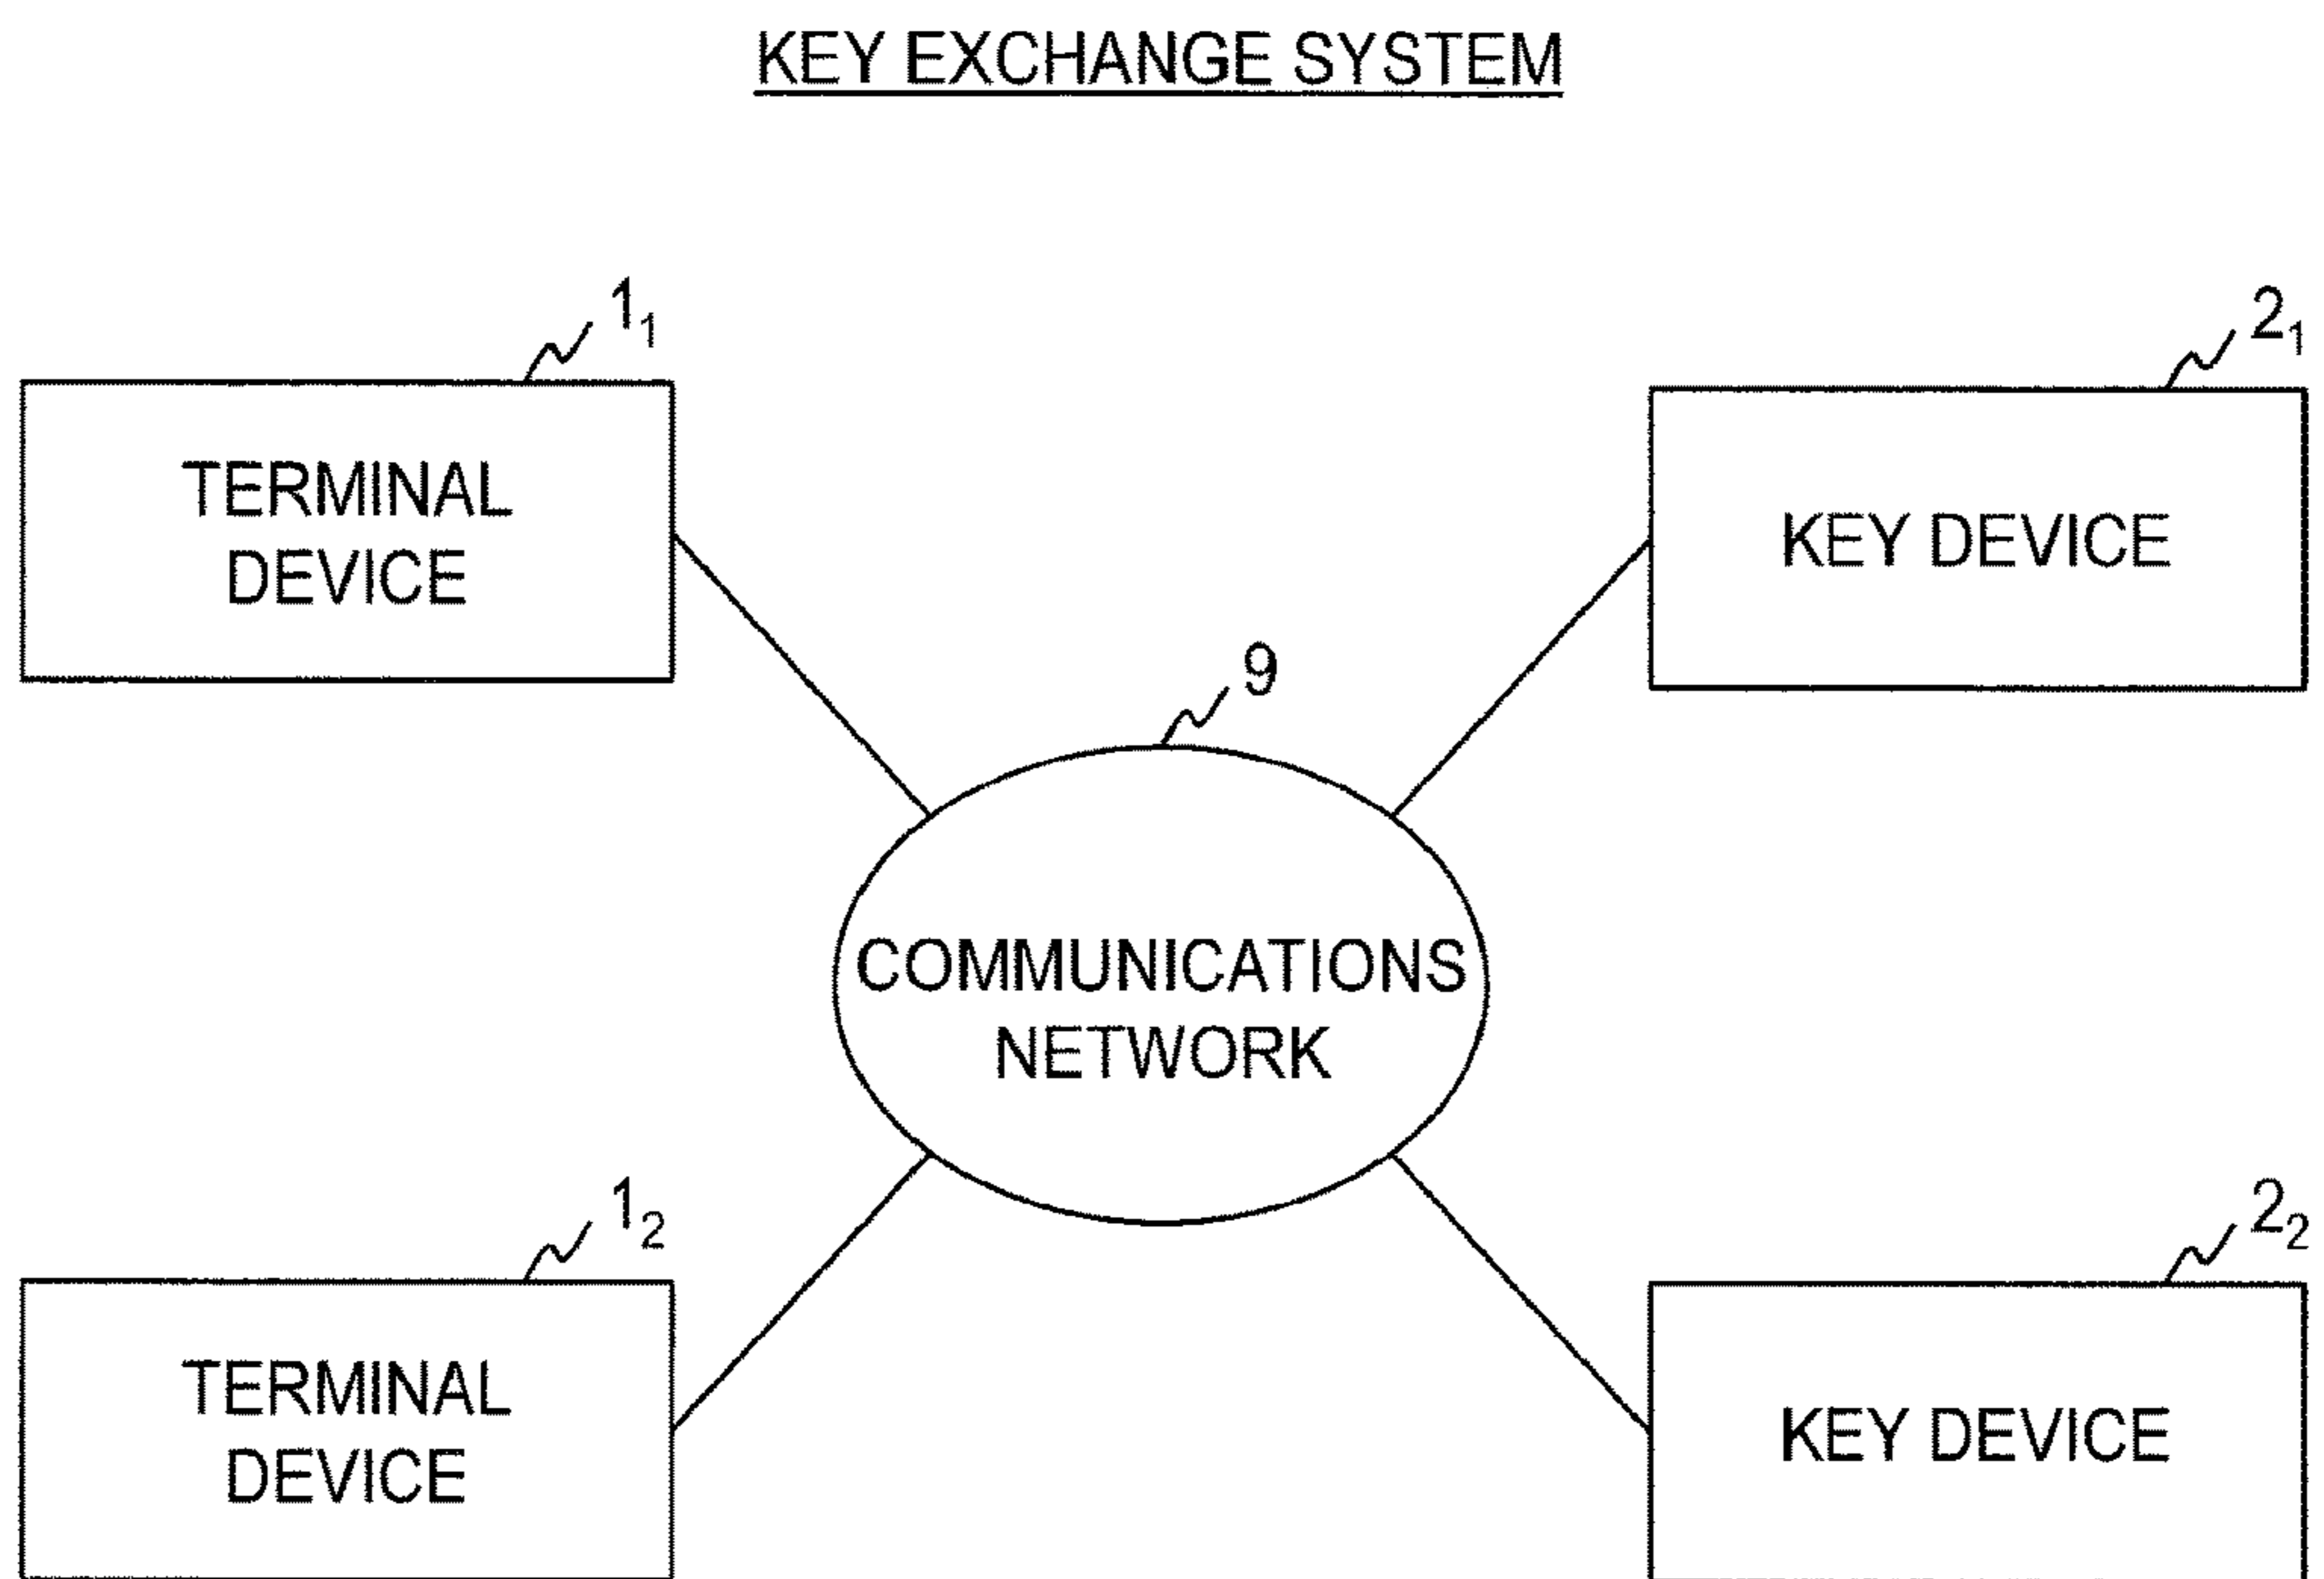 KEY EXCHANGE SYSTEM
1₁
2₁
TERMINAL
DEVICE
KEY DEVICE
9
COMMUNICATIONS
NETWORK
1₂
2₂
TERMINAL
DEVICE
KEY DEVICE